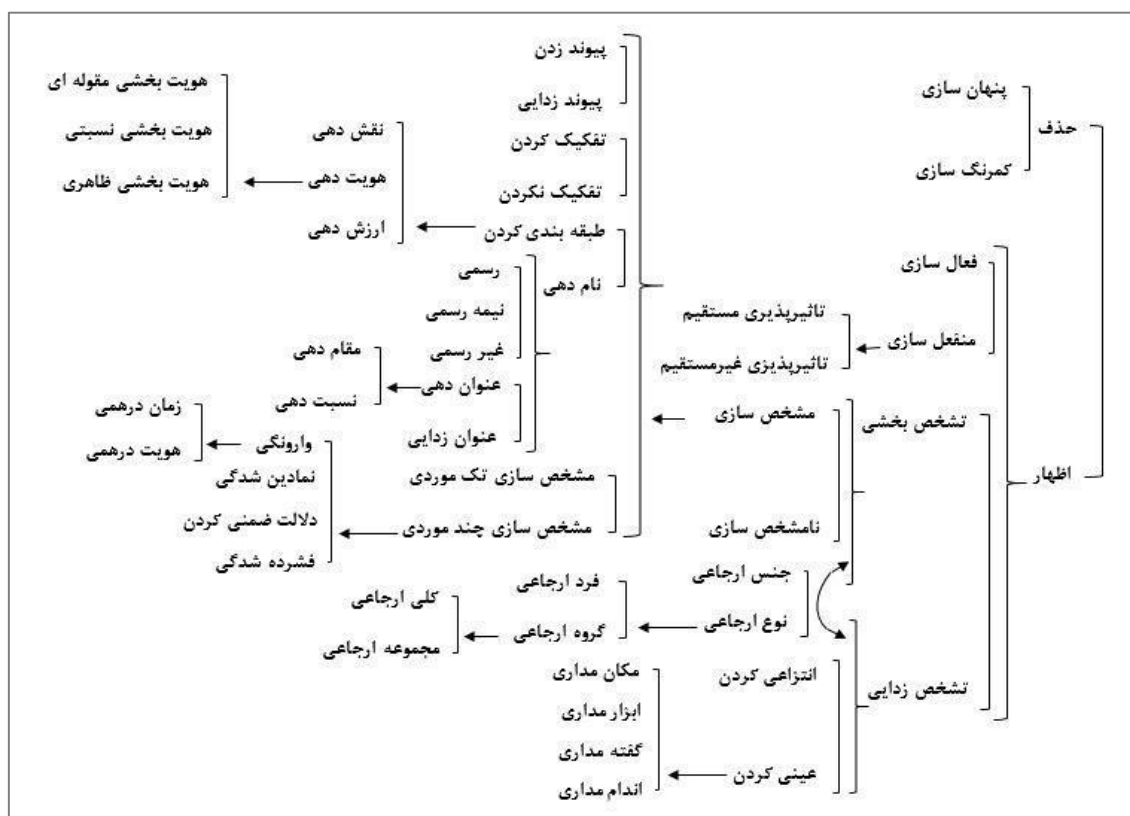 حذف
پنهان سازی
کمرنگ سازی
اظهار
فعال سازی
منفعل سازی
تاثیرپذیری مستقیم
تاثیرپذیزی غیرمستقیم
تشخص بخشی
مشخص سازی
پیوند زدن
پیوند زدایی
تفکیک کردن
تفکیک نکردن
طبقه بندی کردن
نقش دهی
هویت دهی
هویت بخشی مقوله ای
هویت بخشی نسبتی
هویت بخشی ظاهری
ارزش دهی
نام دهی
رسمی
نیمه رسمی
غیر رسمی
عنوان دهی
مقام دهی
نسبت دهی
عنوان زدایی
مشخص سازی تک موردی
مشخص سازی چند موردی
وارونگی
زمان درهمی
هویت درهمی
نمادین شدگی
دلالت ضمنی کردن
فشرده شدگی
نامشخص سازی
جنس ارجاعی
نوع ارجاعی
فرد ارجاعی
گروه ارجاعی
کلی ارجاعی
مجموعه ارجاعی
تشخص زدایی
انتزاعی کردن
عینی کردن
مکان مداری
ابزار مداری
گفته مداری
اندام مداری